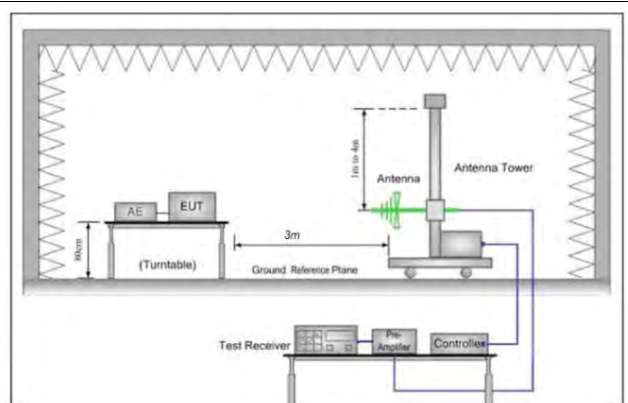 1m to 4m
Antenna
Antenna Tower
AE
EUT
80cm
(Turntable)
3m
Ground Reference Plane
Test Receiver
Pre-
Amplifier
Controller